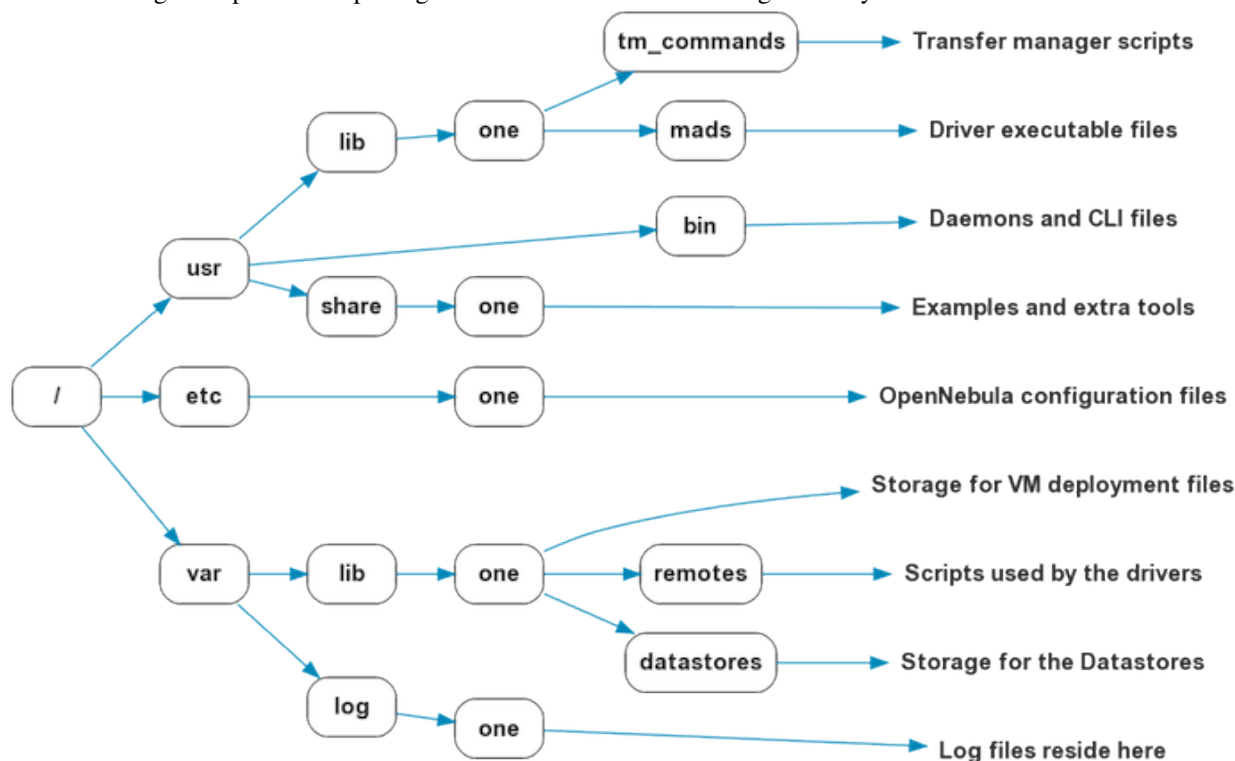 tm_commands Transfer manager scripts
lib one mads Driver executable files
bin Daemons and CLI files
usr
share one Examples and extra tools
/ etc one OpenNebula configuration files
Storage for VM deployment files
var lib one remotes Scripts used by the drivers
datastores Storage for the Datastores
log one Log files reside here